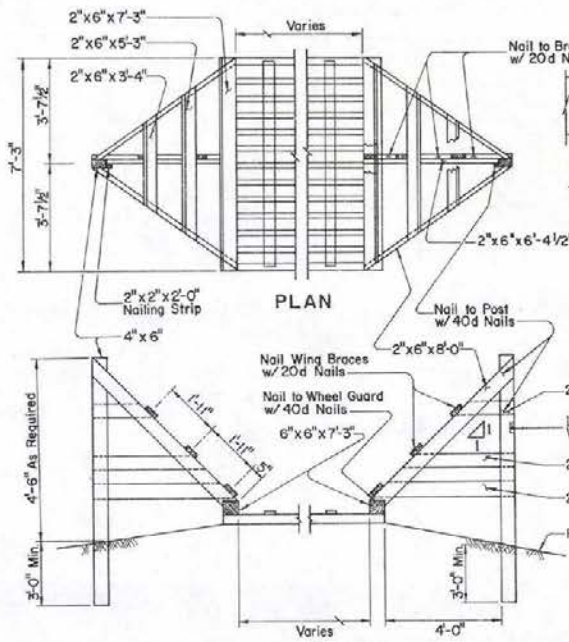 2"x6"x7'-3"
2"x6"x5'-3"
2"x6"x3'-4"
Varies
Nail to
w/ 20d
7'-3"
3'-7½"
3'-7½"
2"x6"x6'-4½"
2"x2"x2'-0"
Nailing Strip
4"x6"
PLAN
Nail to Post
w/40d Nails
2"x6"x8'-0"
Nail Wing Braces
w/20d Nails
Nail to Wheel Guard
w/40d Nails
6"x6"x7'-3"
1'-11"
1'-11"
5"
1
1
2
2
2
4'-6" As Required
3'-0" Min.
3'-0" Min.
4'-0"
Varies